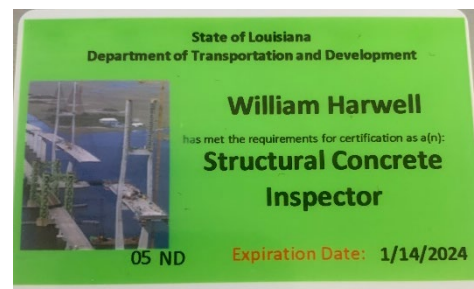 State of Louisiana
Department of Transportation and Development
William Harwell
has met the requirements for certification as a(n):
Structural Concrete
Inspector
05 ND
Expiration Date: 1/14/2024